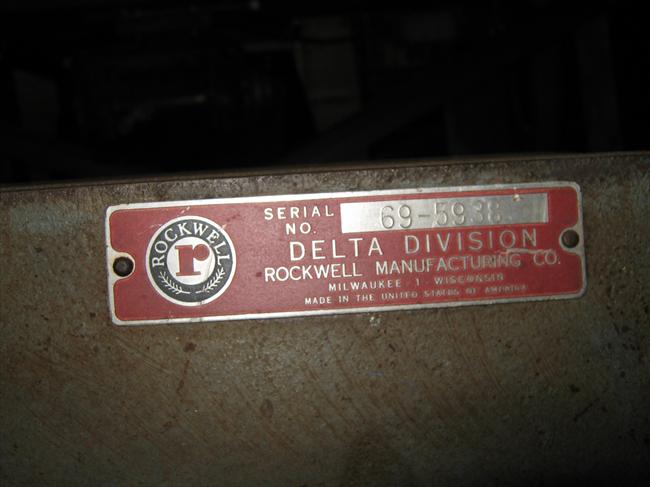 ROCKWELL
r
SERIAL NO. 69-5938
DELTA DIVISION
ROCKWELL MANUFACTURING CO.
MILWAUKEE 1 WISCONSIN
MADE IN THE UNITED STATES OF AMERICA